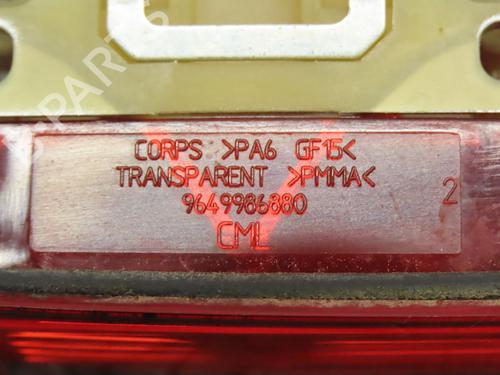 CORPS >PA6 GF15<
TRANSPARENT >PMMA<
9649986880
CML
2